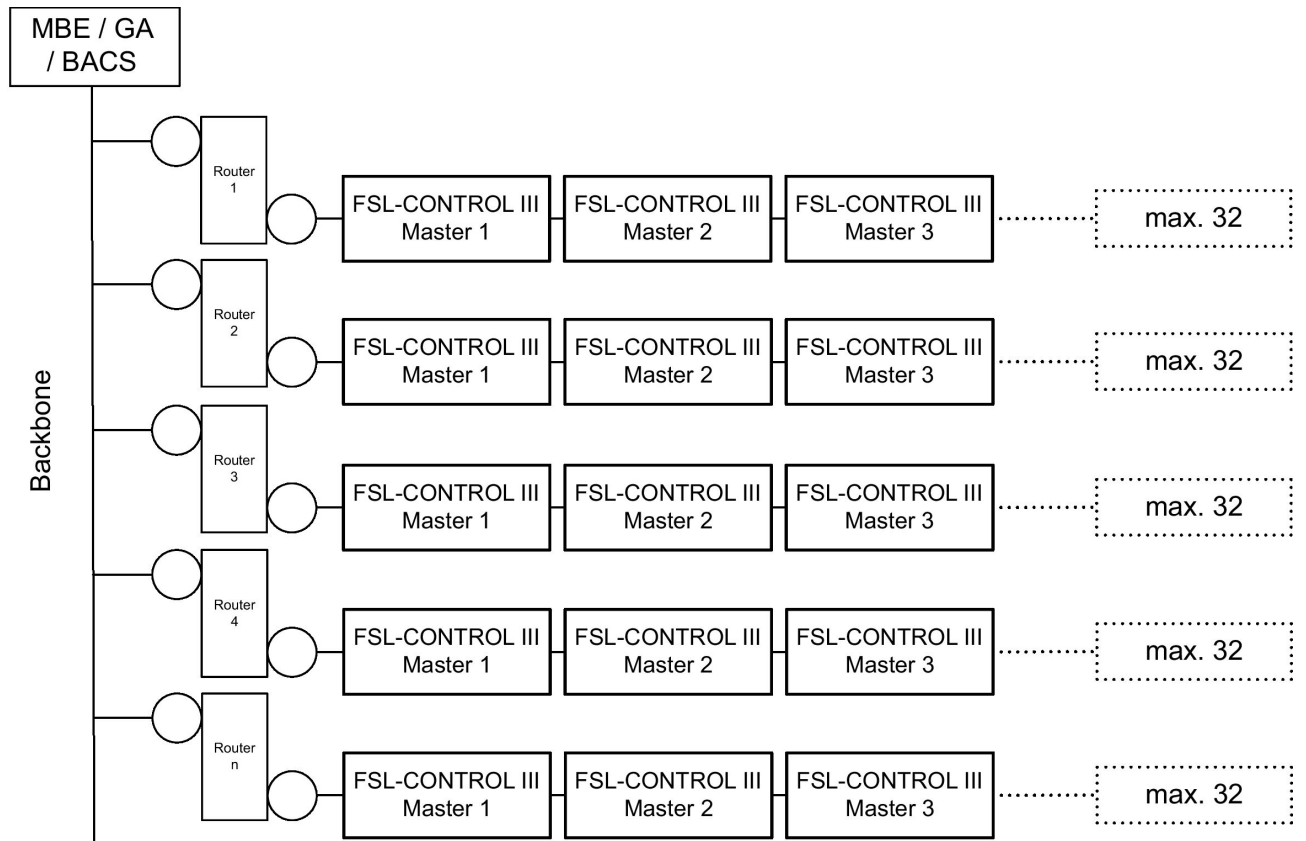 MBE / GA
/ BACS
Backbone
Router
1
FSL-CONTROL III
Master 1
FSL-CONTROL III
Master 2
FSL-CONTROL III
Master 3
max. 32
Router
2
FSL-CONTROL III
Master 1
FSL-CONTROL III
Master 2
FSL-CONTROL III
Master 3
max. 32
Router
3
FSL-CONTROL III
Master 1
FSL-CONTROL III
Master 2
FSL-CONTROL III
Master 3
max. 32
Router
4
FSL-CONTROL III
Master 1
FSL-CONTROL III
Master 2
FSL-CONTROL III
Master 3
max. 32
Router
n
FSL-CONTROL III
Master 1
FSL-CONTROL III
Master 2
FSL-CONTROL III
Master 3
max. 32